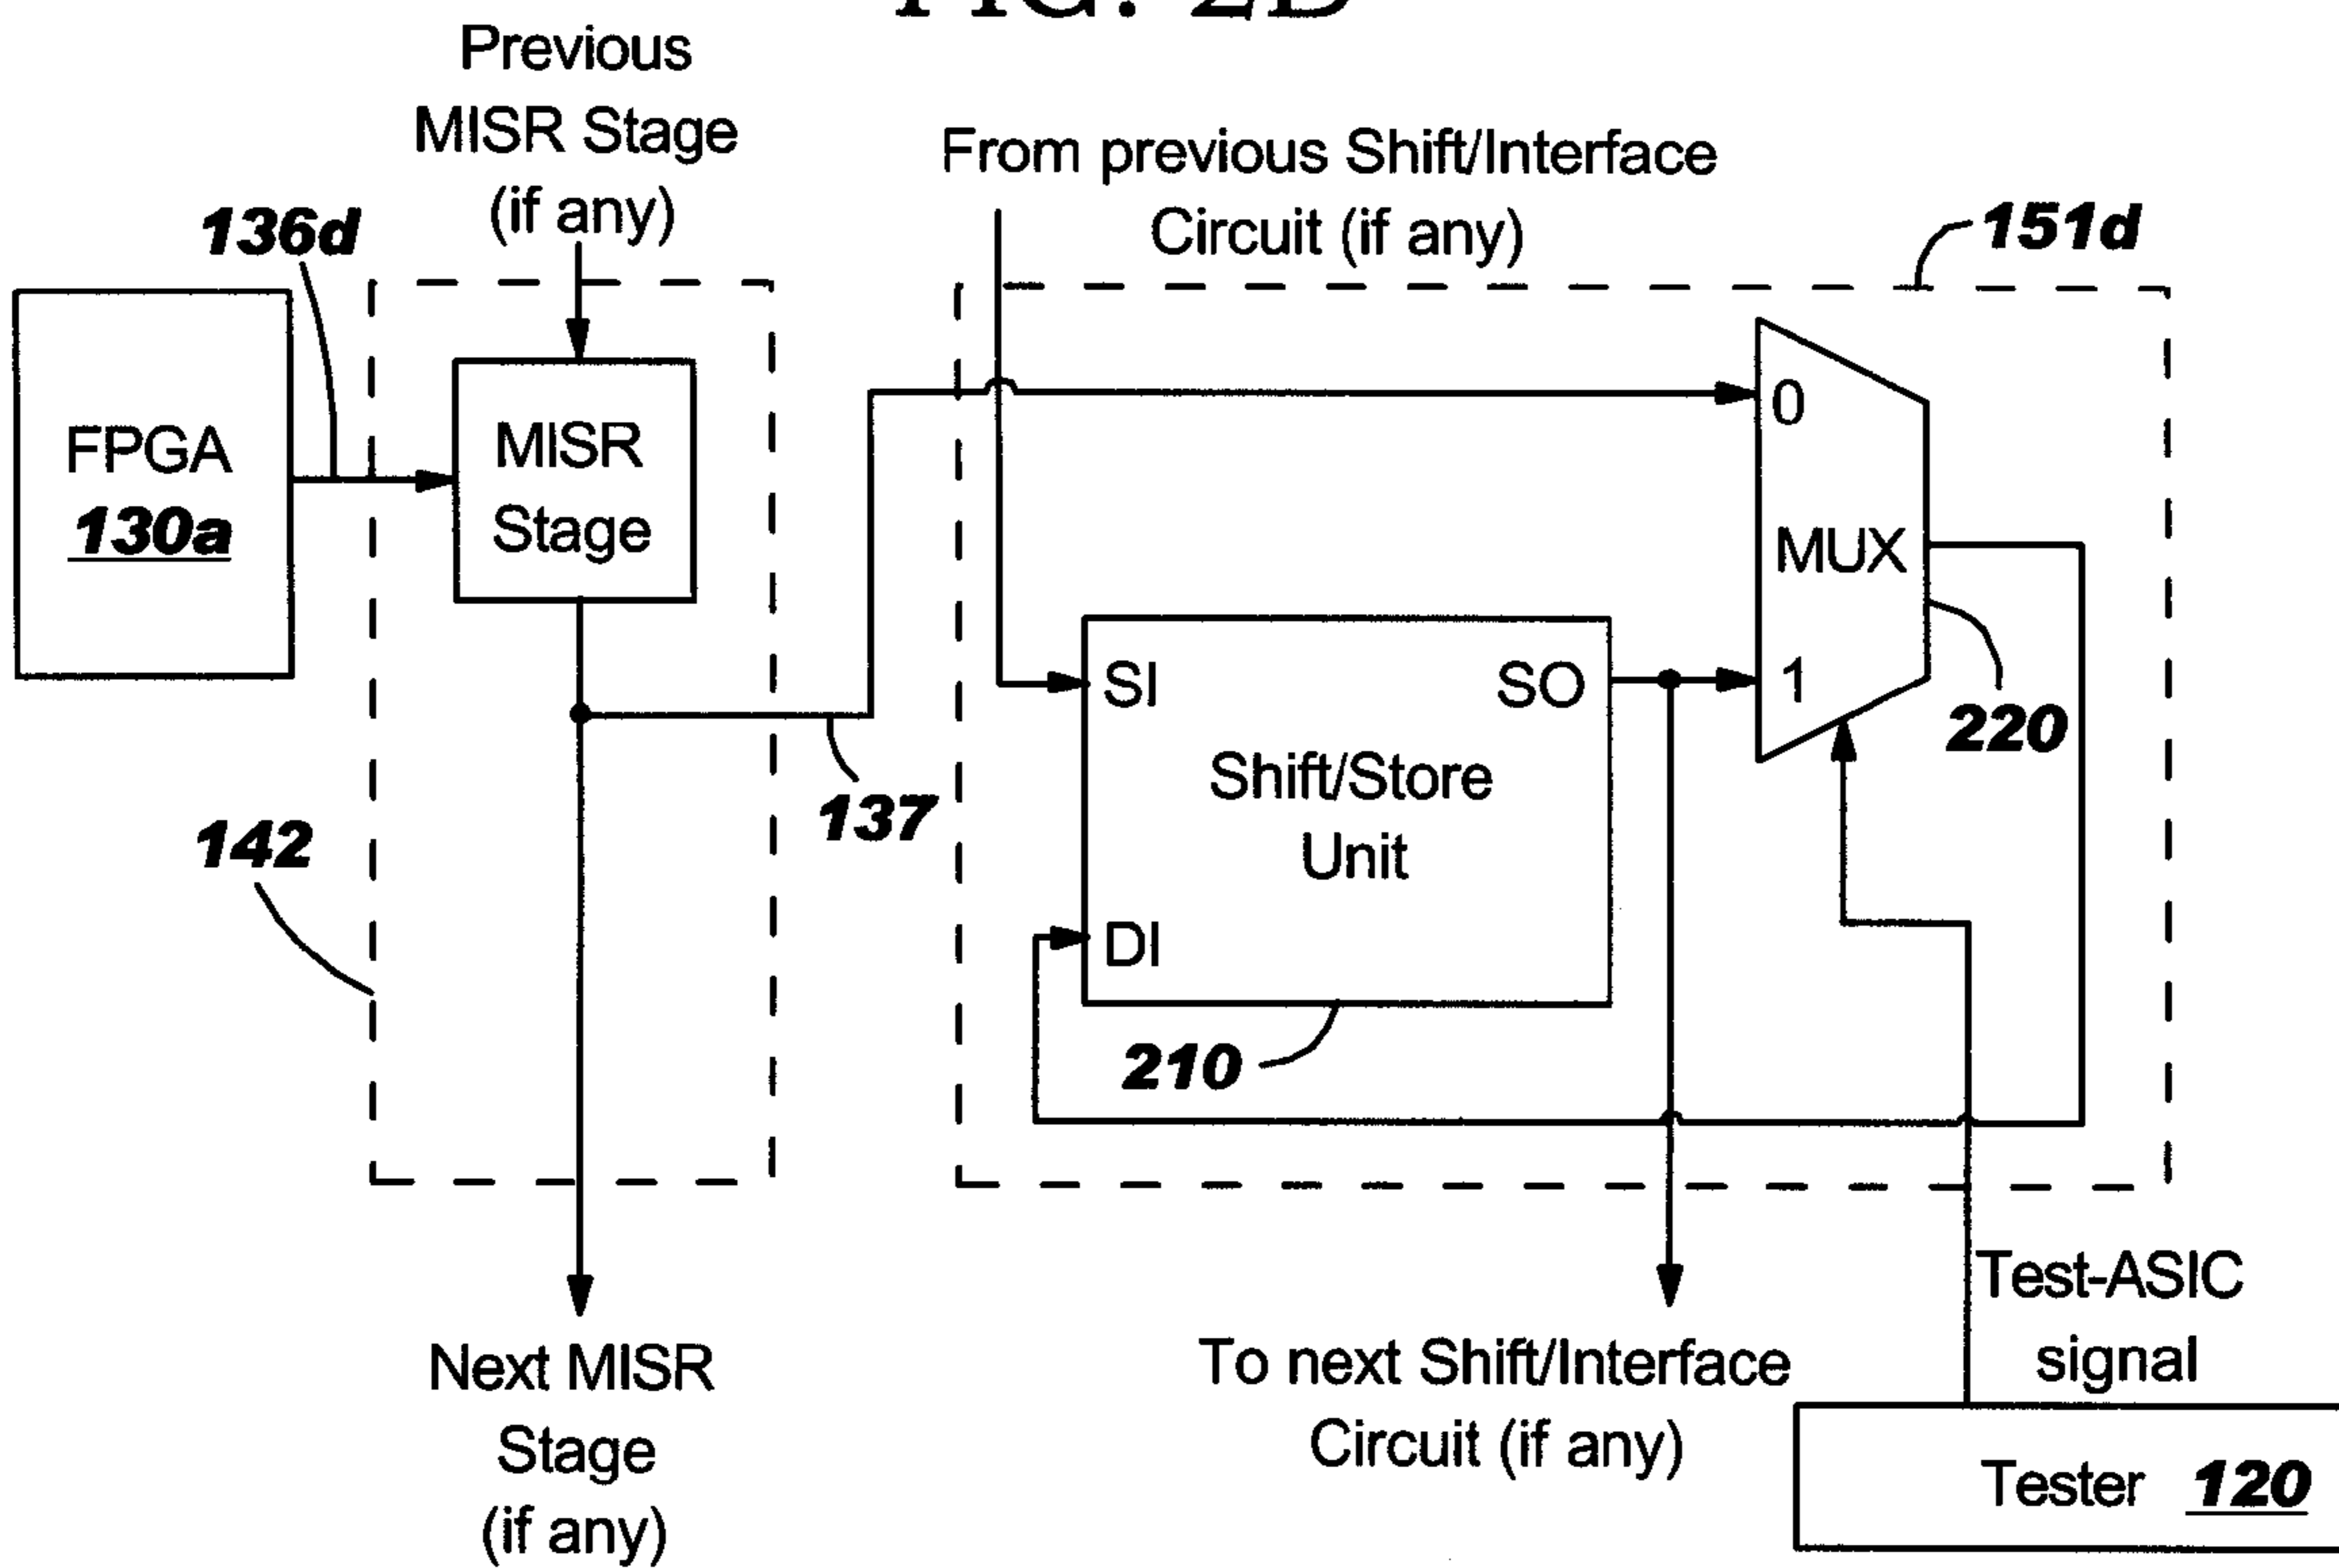 FIG. 2B
Previous
MISR Stage
(if any)
From previous Shift/Interface
Circuit (if any)
136d
151d
FPGA
130a
MISR
Stage
0
MUX
1
220
SI
SO
Shift/Store
Unit
DI
210
137
142
Next MISR
Stage
(if any)
To next Shift/Interface
Circuit (if any)
Test-ASIC
signal
Tester 120